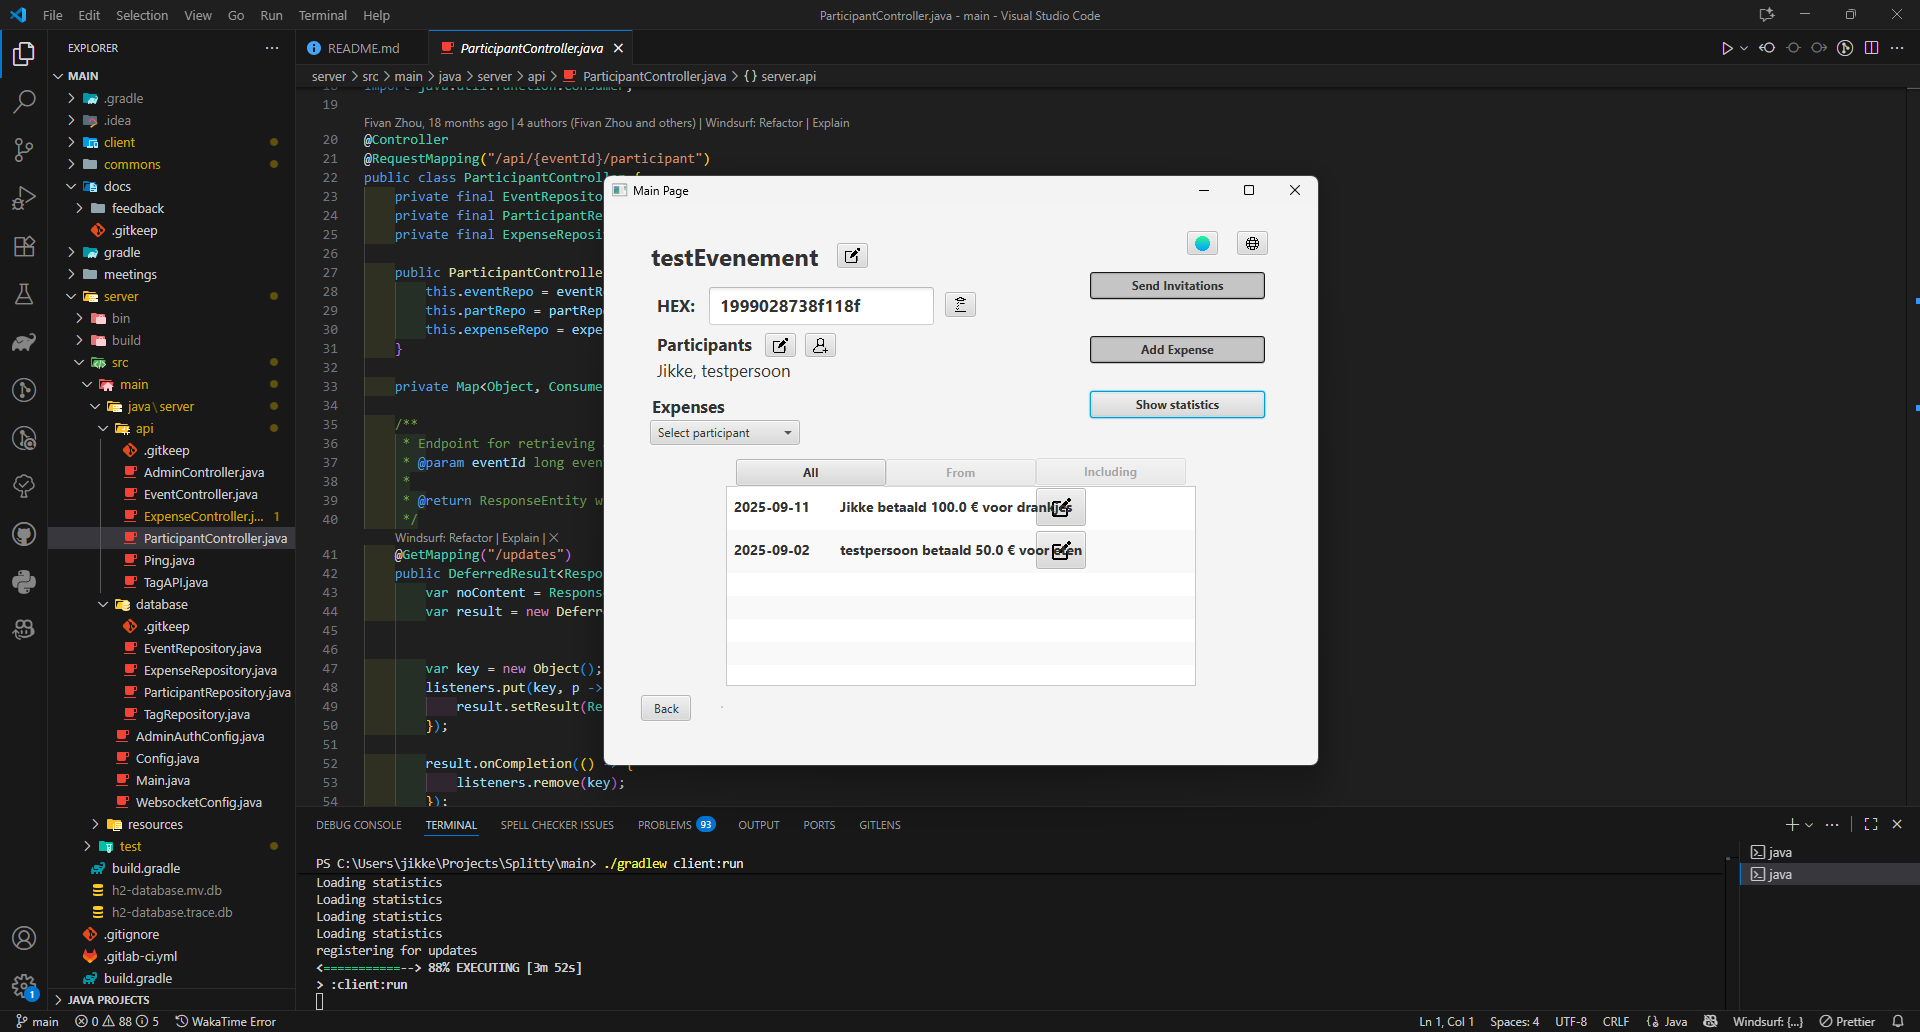 File Edit Selection View Go Run Terminal Help
ParticipantController.java - main - Visual Studio Code
EXPLORER
MAIN
.gradle
.idea
client
commons
docs
feedback
.gitkeep
gradle
meetings
server
bin
build
src
main
java\server
api
.gitkeep
AdminController.java
EventController.java
ExpenseController.j... 1
ParticipantController.java
Ping.java
TagAPI.java
database
.gitkeep
EventRepository.java
ExpenseRepository.java
ParticipantRepository.java
TagRepository.java
AdminAuthConfig.java
Config.java
Main.java
WebsocketConfig.java
resources
test
build.gradle
h2-database.mv.db
h2-database.trace.db
.gitignore
.gitlab-ci.yml
build.gradle
JAVA PROJECTS
README.md
ParticipantController.java
server > src > main > java > server > api > ParticipantController.java > {} server.api
18 import java.util.function.Consumer;
19
Fivan Zhou, 18 months ago | 4 authors (Fivan Zhou and others) | Windsurf: Refactor | Explain
20 @Controller
21 @RequestMapping("/api/{eventId}/participant")
22 public class ParticipantController {
23 private final EventReposito
24 private final ParticipantRe
25 private final ExpenseReposi
26
27 public ParticipantControlle
28 this.eventRepo = eventR
29 this.partRepo = partRep
30 this.expenseRepo = expe
31 }
32
33 private Map<Object, Consume
34
35 /**
36 * Endpoint for retrieving
37 * @param eventId long even
38 *
39 * @return ResponseEntity w
40 */
Windsurf: Refactor | Explain | ×
41 @GetMapping("/updates")
42 public DeferredResult<Respo
43 var noContent = Respons
44 var result = new Deferr
45
46
47 var key = new Object();
48 listeners.put(key, p ->
49 result.setResult(Re
50 });
51
52 result.onCompletion(() -> {
53 listeners.remove(key);
54 });
Main Page
testEvenement
HEX: 1999028738f118f
Participants
Jikke, testpersoon
Expenses
Select participant
Send Invitations
Add Expense
Show statistics
All From Including
2025-09-11 Jikke betaald 100.0 € voor drankjes
2025-09-02 testpersoon betaald 50.0 € voor eten
Back
DEBUG CONSOLE TERMINAL SPELL CHECKER ISSUES PROBLEMS 93 OUTPUT PORTS GITLENS
PS C:\Users\jikke\Projects\Splitty\main> ./gradlew client:run
Loading statistics
Loading statistics
Loading statistics
Loading statistics
registering for updates
<============--> 88% EXECUTING [3m 52s]
> :client:run
java
java
1
main 0 88 5 WakaTime Error
Ln 1, Col 1 Spaces: 4 UTF-8 CRLF {} Java Windsurf: {...} Prettier